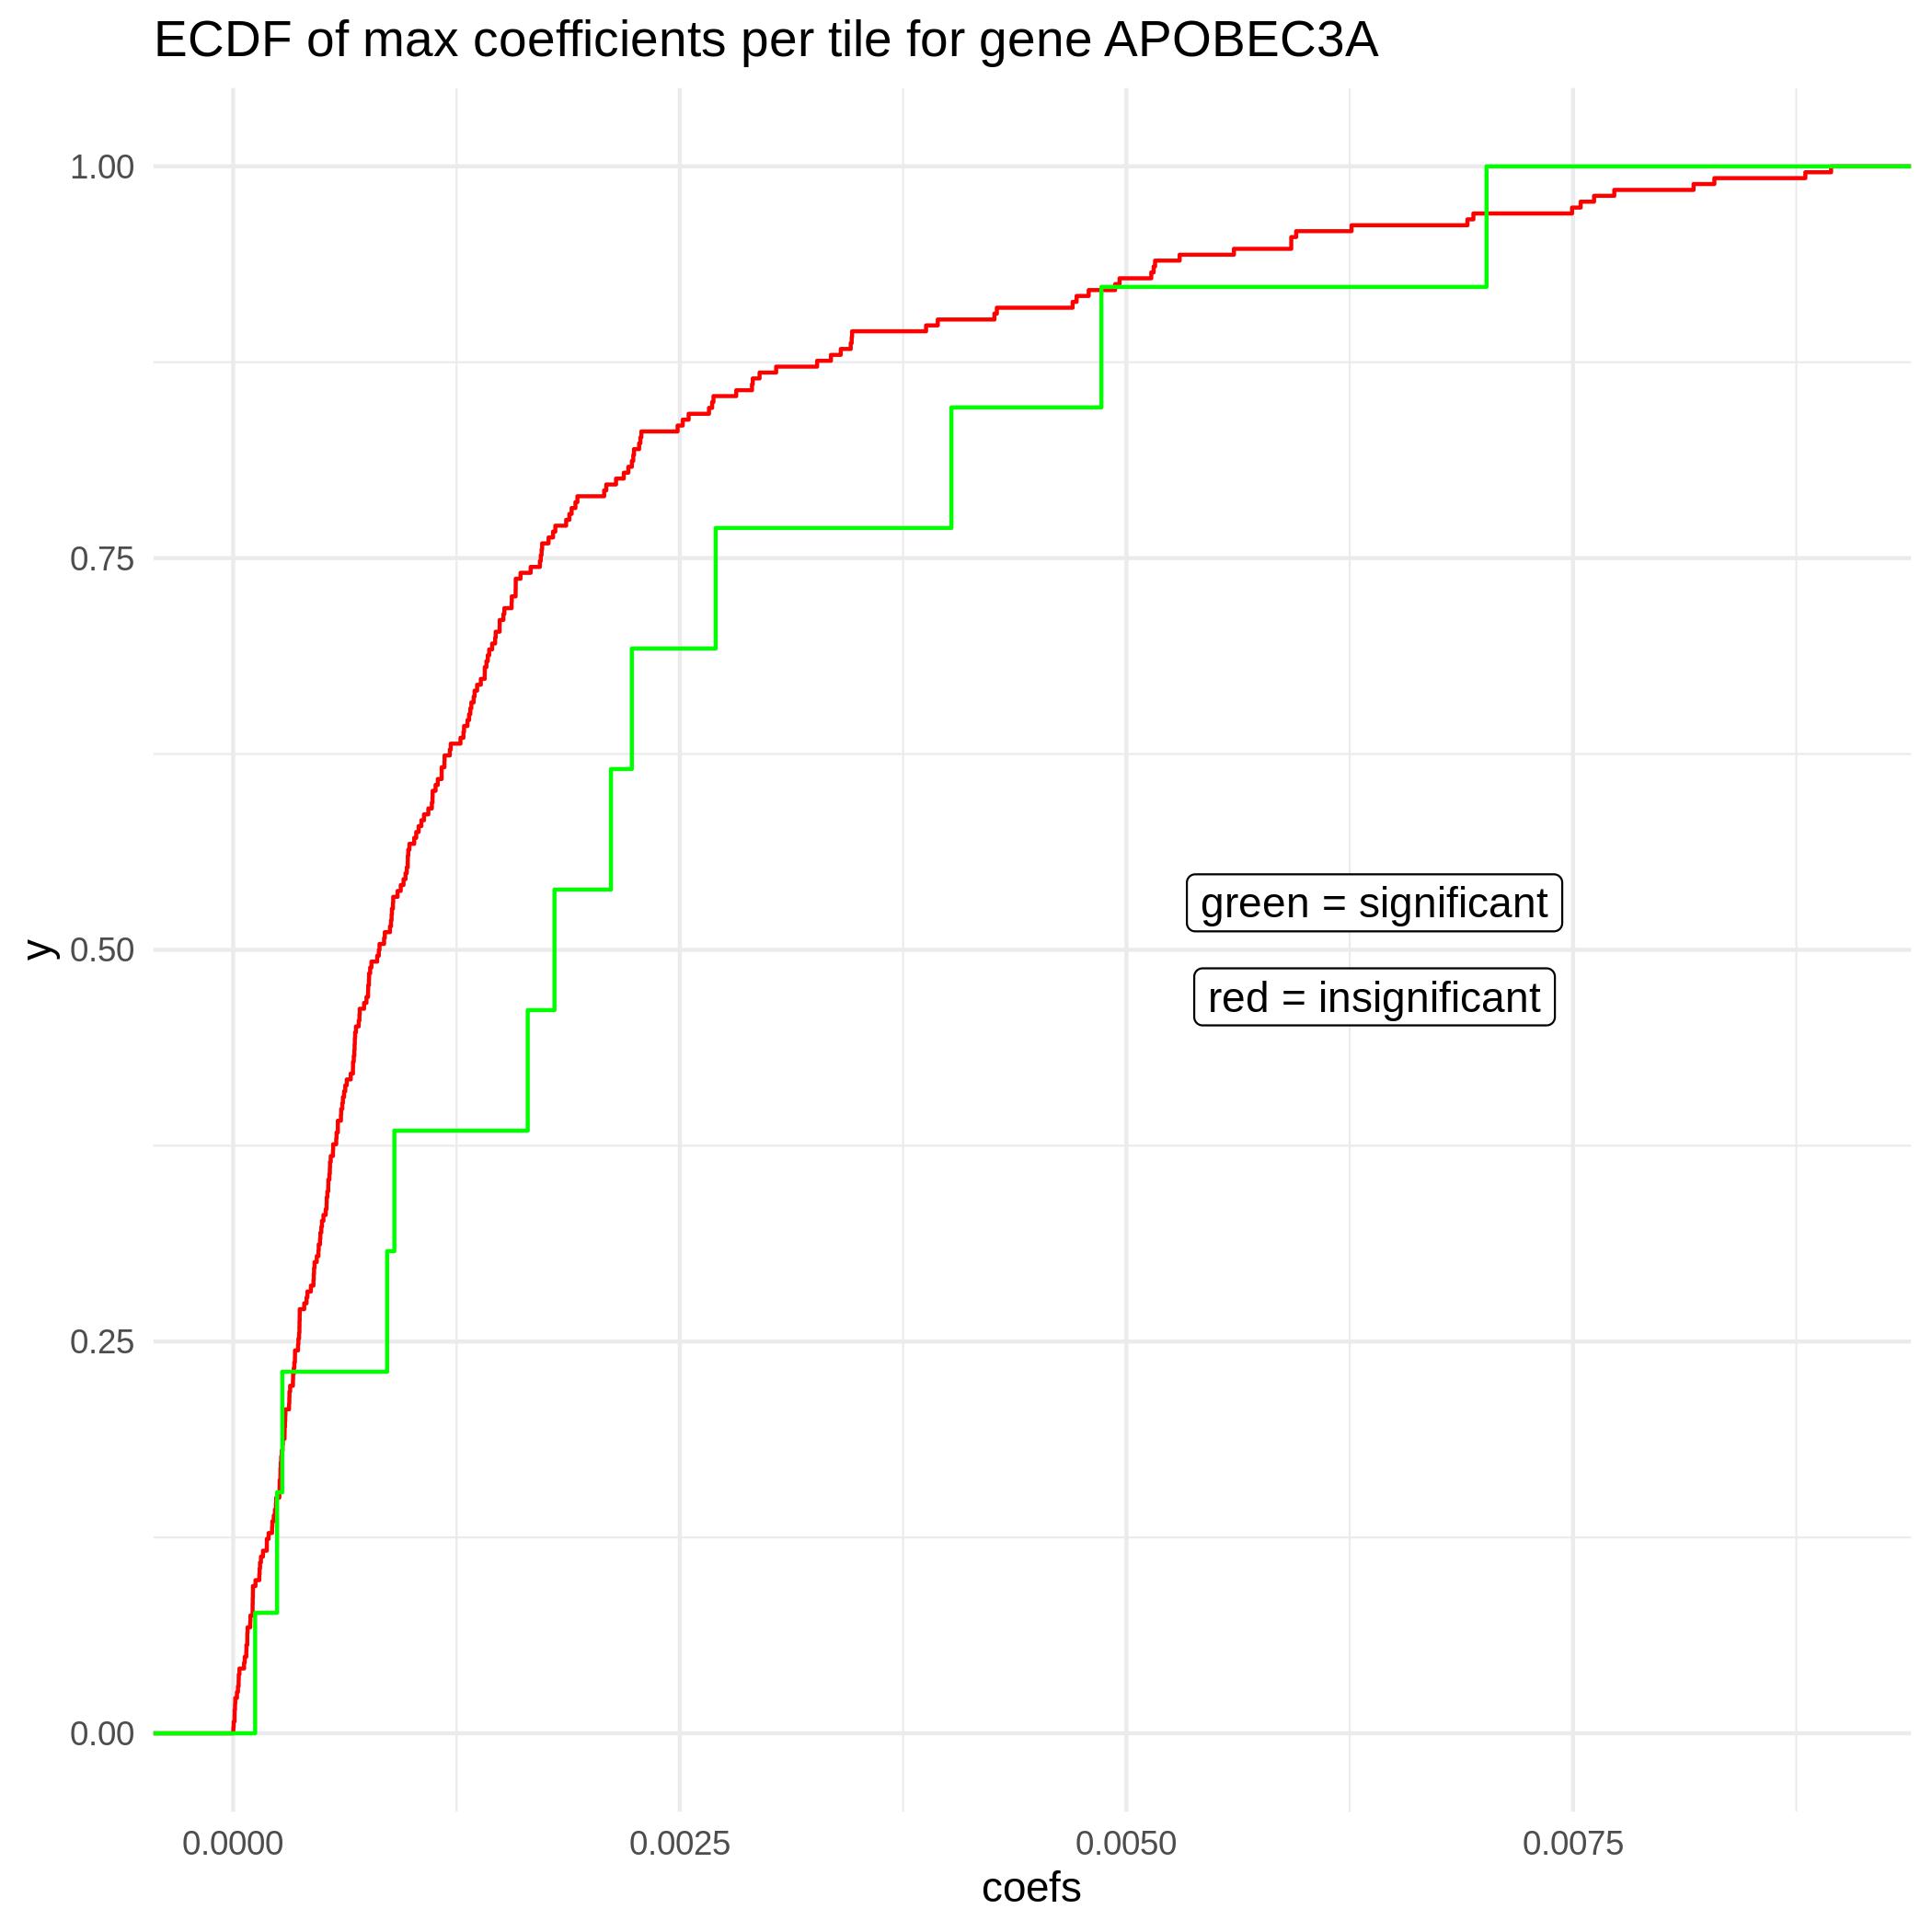 ECDF of max coefficients per tile for gene APOBEC3A
1.00
0.75
0.50
0.25
0.00
y
green = significant
red = insignificant
0.0000
0.0025
0.0050
0.0075
coefs